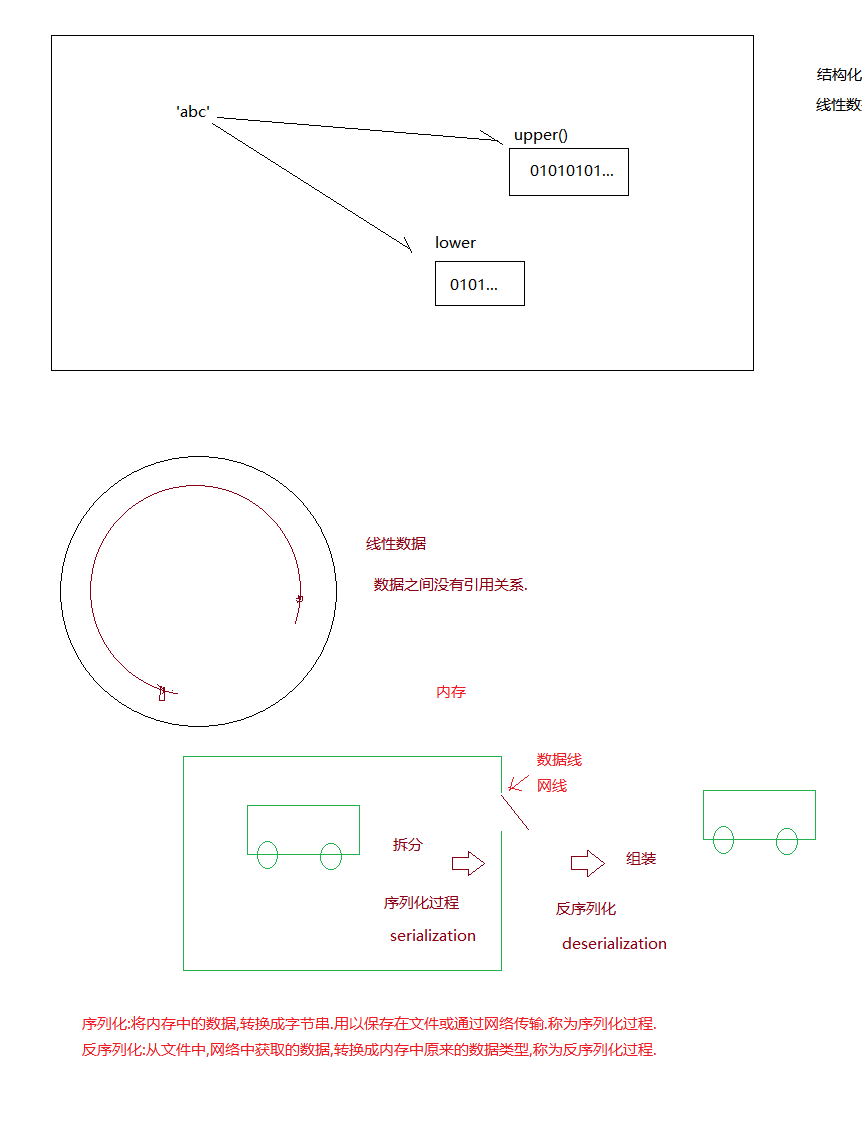 结构化
线性数
'abc'
upper()
01010101...
lower
0101...
线性数据
数据之间没有引用关系.
内存
数据线
网线
拆分
组装
序列化过程
反序列化
serialization
deserialization
序列化:将内存中的数据,转换成字节串.用以保存在文件或通过网络传输.称为序列化过程.
反序列化:从文件中,网络中获取的数据,转换成内存中原来的数据类型,称为反序列化过程.